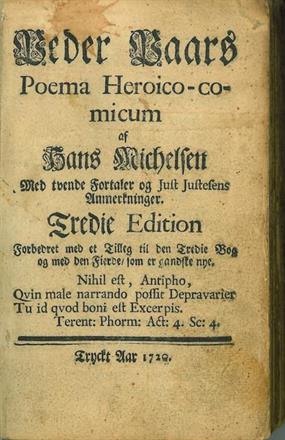 Peder Paars
Poema Heroico-co-
micum
af
Hans Michelsen
Med tvende Fortaler og Just Justesens
Anmerkninger.
Tredie Edition
Forbedret med et Tilleg til den Tredie Bog
og med den Fierde/som er gandske nye.
Nihil est, Antipho,
Qvin male narrando possit Depravarier
Tu id qvod boni est Excerpis.
Terent: Phorm: Act: 4. Sc: 4.
Tryckt Aar 1720.